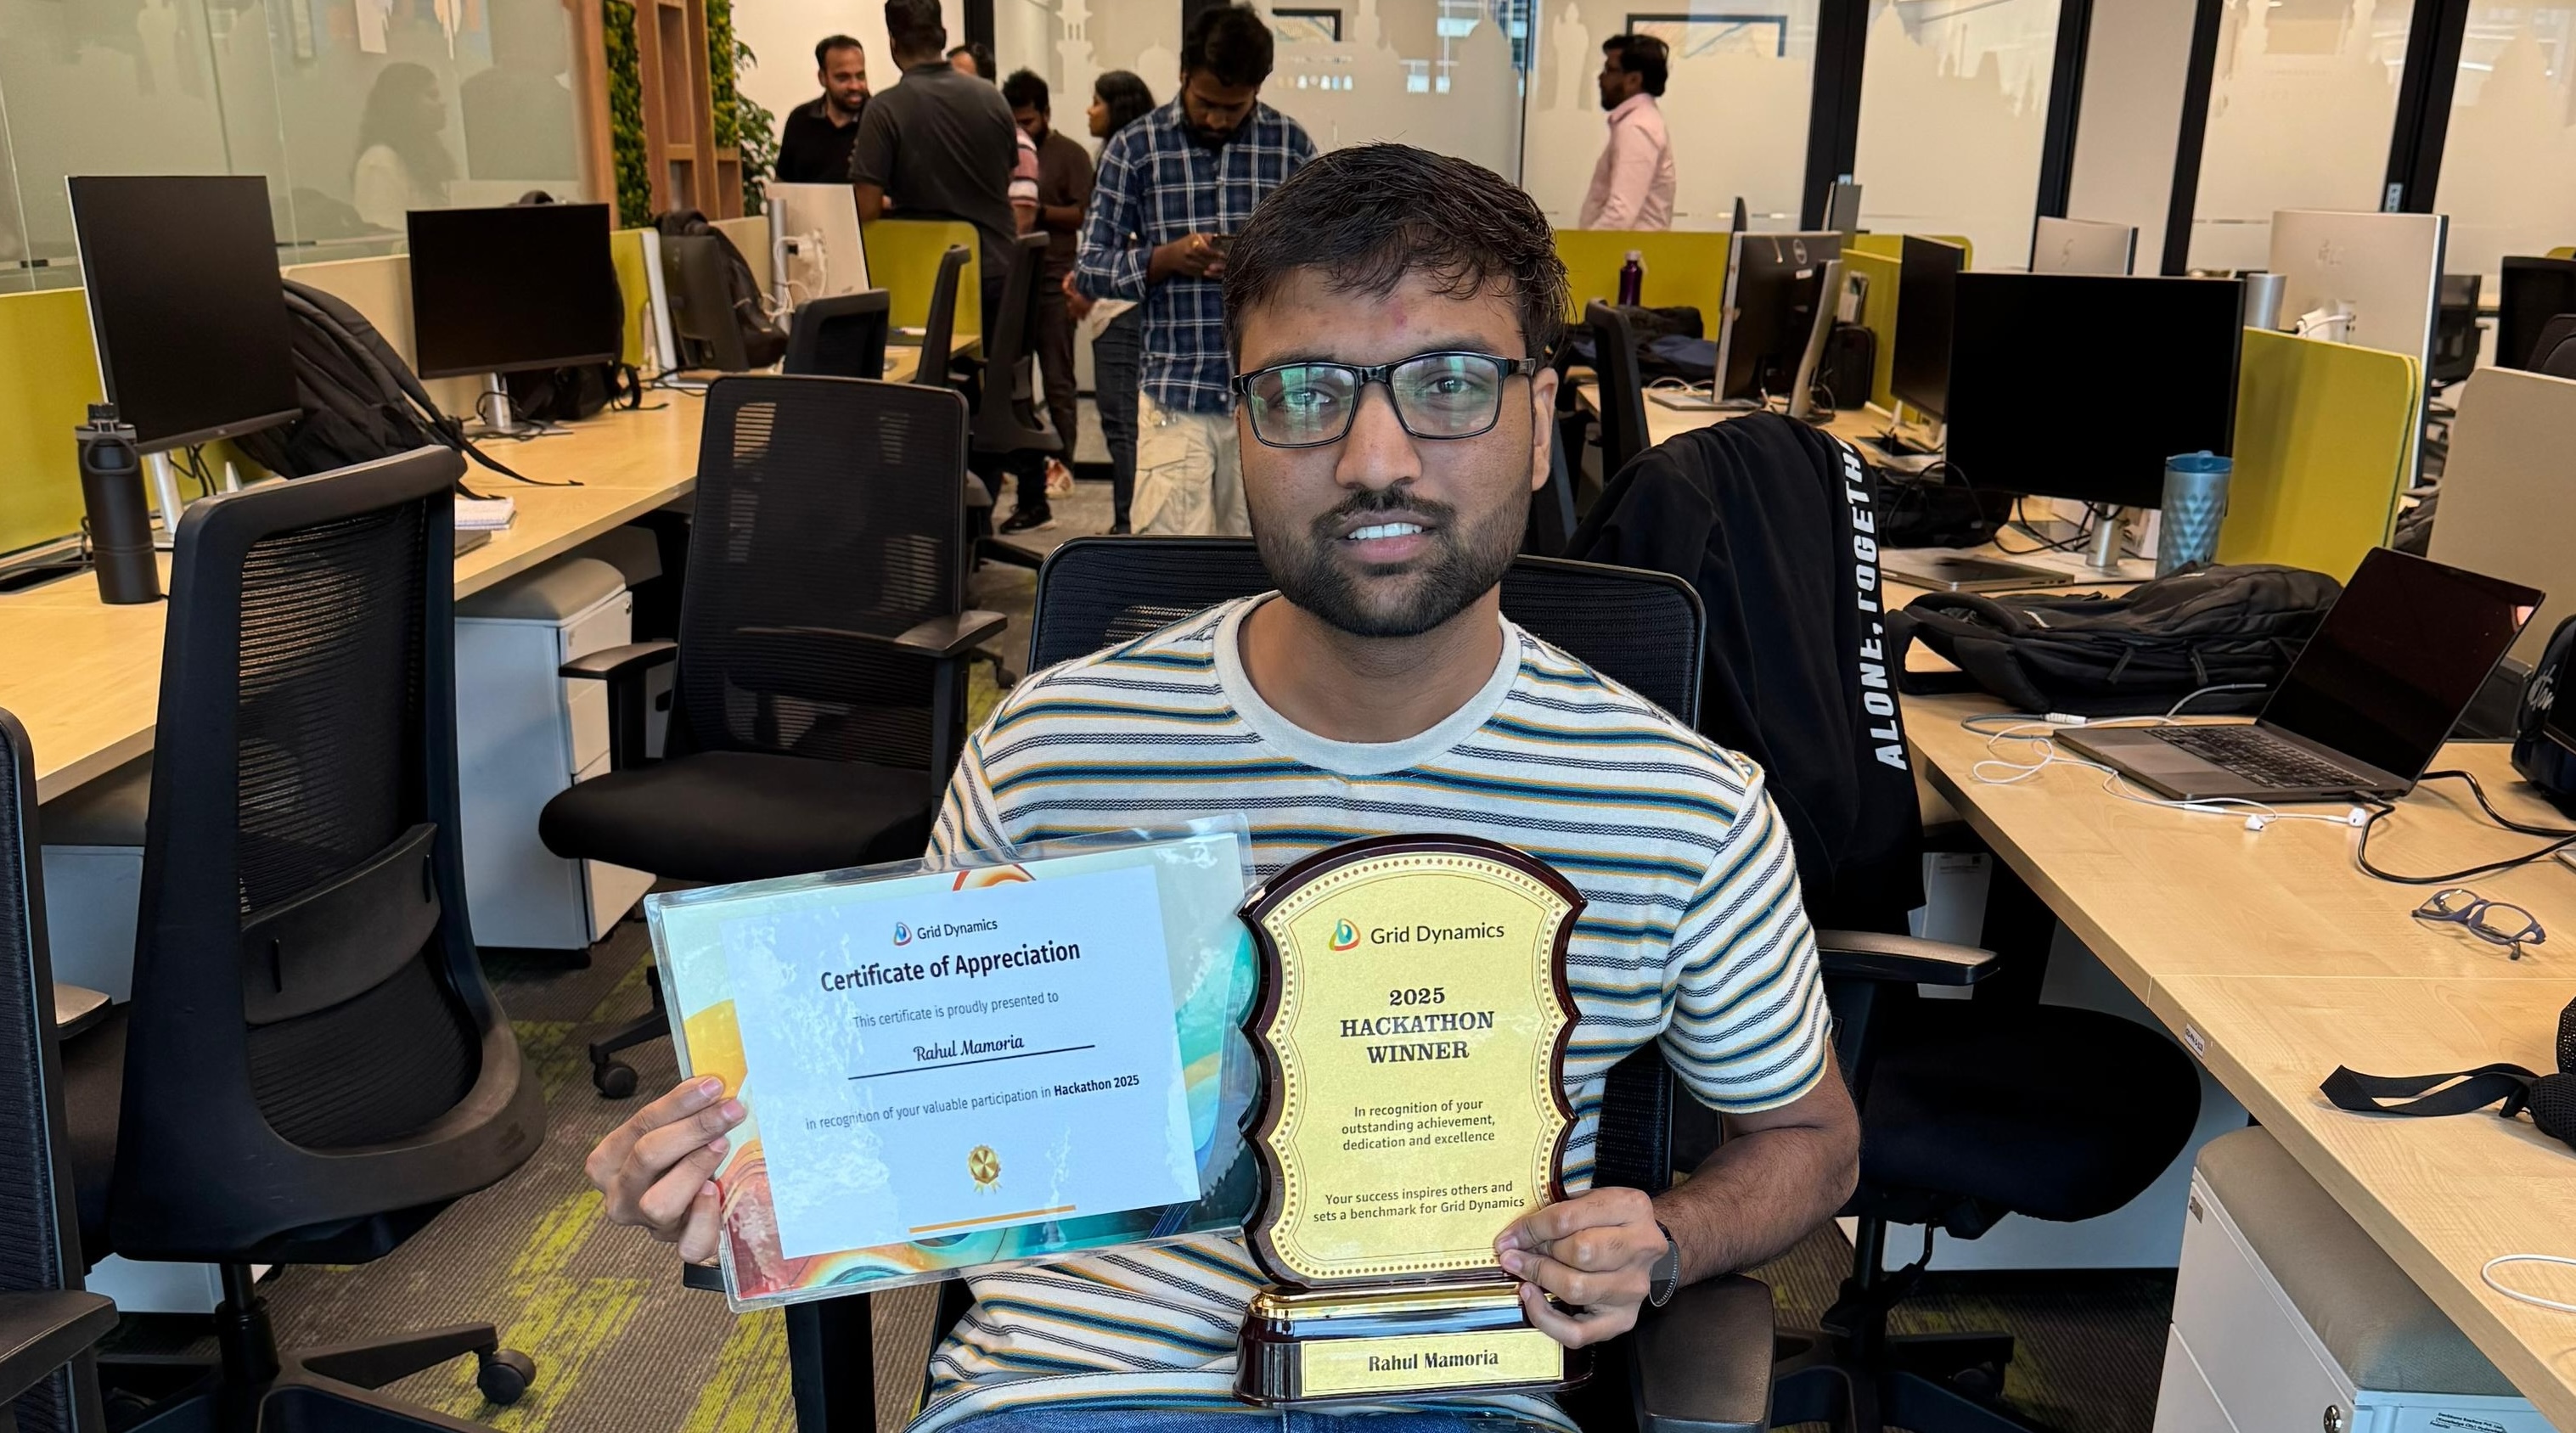 Grid Dynamics
Certificate of Appreciation
This certificate is proudly presented to
Rahul Mamoria
in recognition of your valuable participation in Hackathon 2025
Grid Dynamics
2025
HACKATHON
WINNER
In recognition of your
outstanding achievement,
dedication and excellence
Your success inspires others and
sets a benchmark for Grid Dynamics
Rahul Mamoria
ALONE, TOGETH